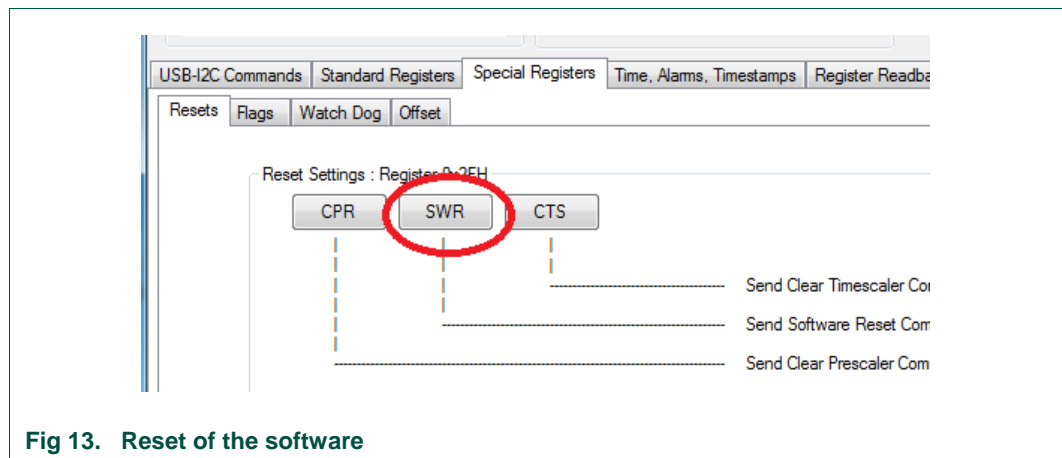 USB-I2C Commands Standard Registers Special Registers Time, Alarms, Timestamps Register Readba
Resets Flags Watch Dog Offset
Reset Settings : Register 0x2FH
CPR SWR CTS
Send Clear Timescaler Co
Send Software Reset Com
Send Clear Prescaler Com
Fig 13. Reset of the software